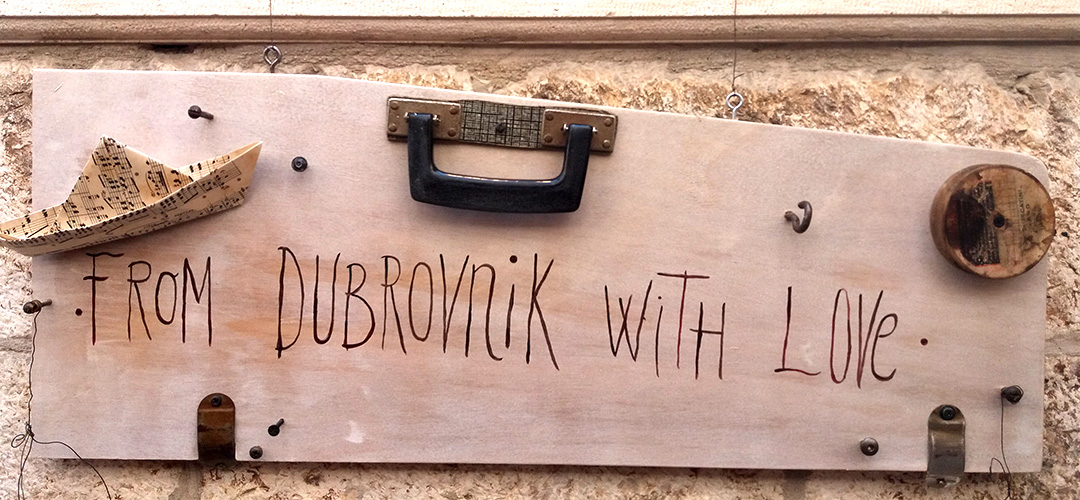 • FROM DUBROVNiK WiTH LOVe •